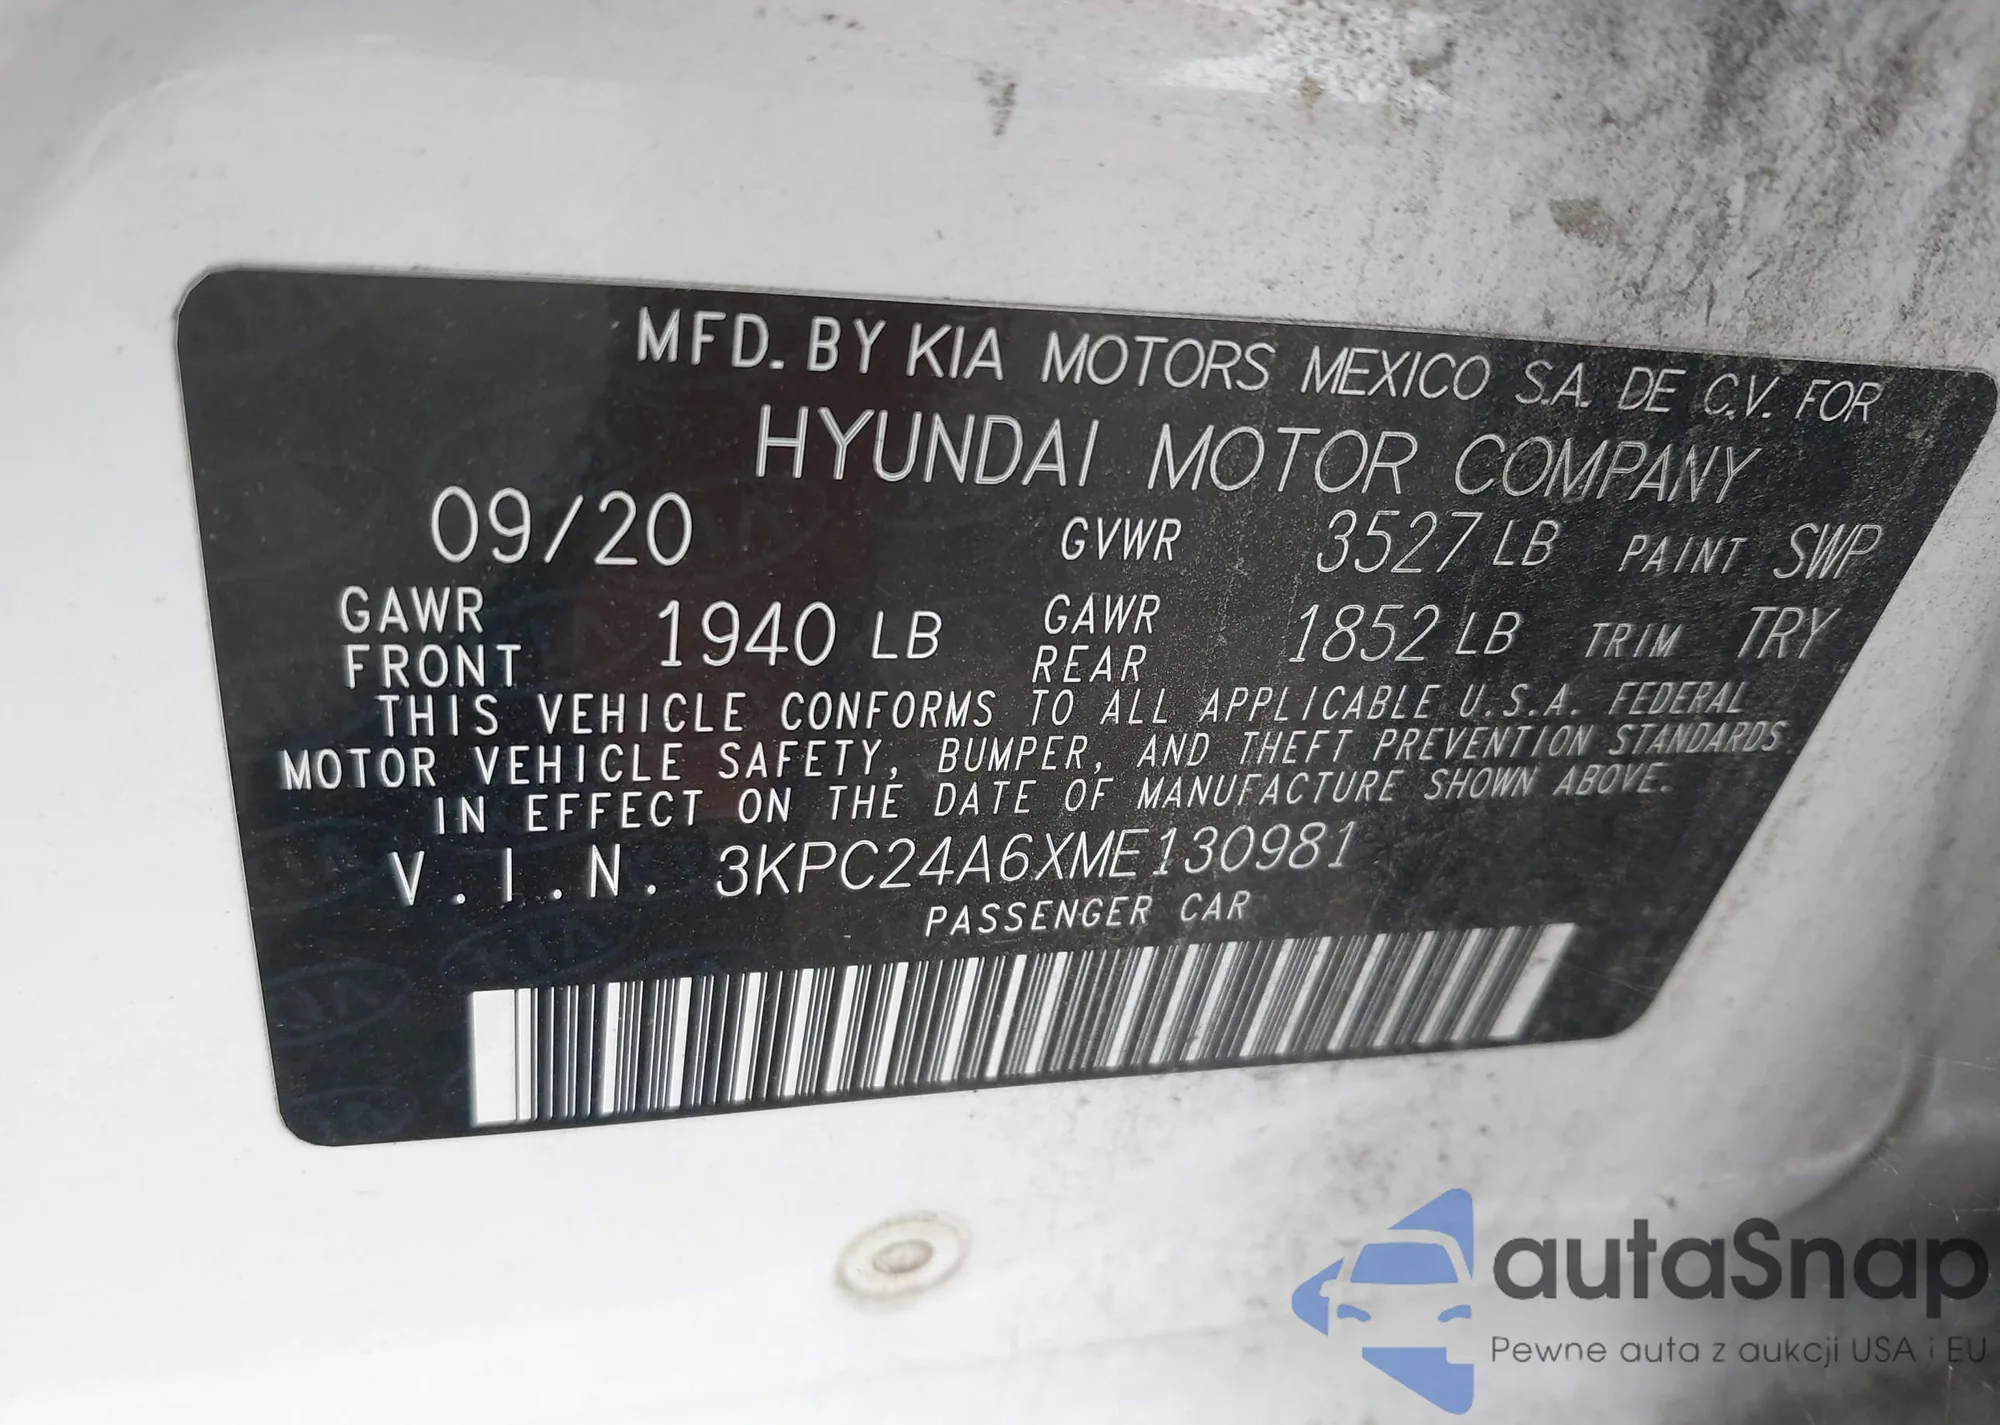 MFD. BY KIA MOTORS MEXICO S.A. DE C.V. FOR
HYUNDAI MOTOR COMPANY
09/20 GVWR 3527 LB PAINT SWP
GAWR FRONT 1940 LB GAWR REAR 1852 LB TRIM TRY
THIS VEHICLE CONFORMS TO ALL APPLICABLE U.S.A. FEDERAL
MOTOR VEHICLE SAFETY, BUMPER, AND THEFT PREVENTION STANDARDS
IN EFFECT ON THE DATE OF MANUFACTURE SHOWN ABOVE.
V.I.N. 3KPC24A6XME130981
PASSENGER CAR
autaSnap
Pewne auta z aukcji USA i EU